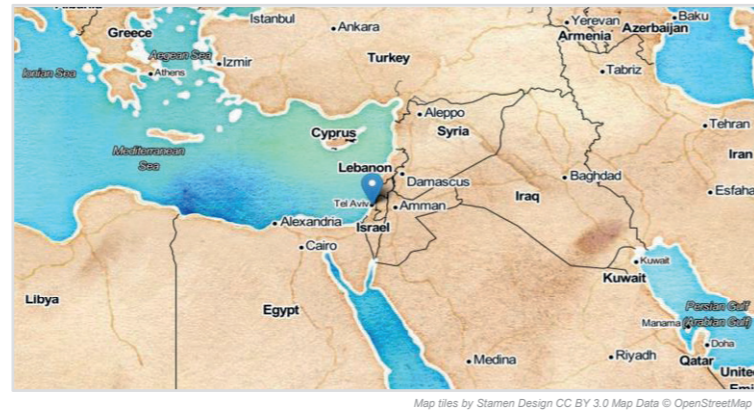 Istanbul
Ankara
Yerevan
Baku
Greece
Armenia
Azerbaijan
Aegean Sea
Izmir
Turkey
Ionian Sea
Athens
Tabriz
Aleppo
Tehran
Cyprus
Syria
Mediterranean
Sea
Iran
Lebanon
Damascus
Baghdad
Esfaha
Tel Aviv
Amman
Iraq
Alexandria
Israel
Cairo
Kuwait
Kuwait
Libya
Egypt
Persian Gulf
Manama
(Arabian Gulf)
Doha
Medina
Riyadh
Qatar
United
Map tiles by Stamen Design CC BY 3.0 Map Data © OpenStreetMap